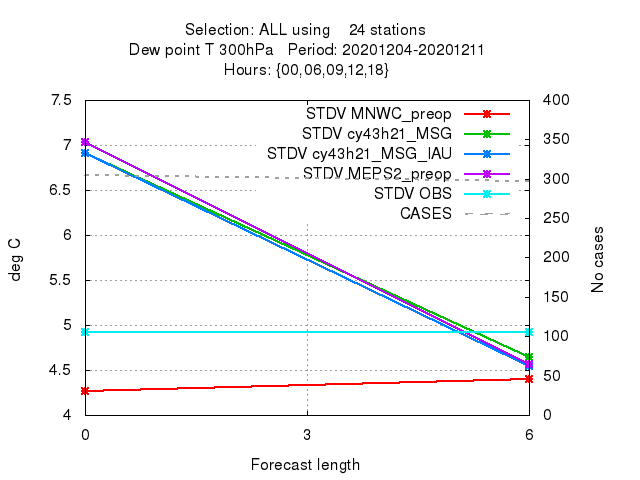 Selection: ALL using 24 stations
Dew point T 300hPa Period: 20201204-20201211
Hours: {00,06,09,12,18}
7.5
7
6.5
6
5.5
5
4.5
4
deg C
STDV MNWC_preop
STDV cy43h21_MSG
STDV cy43h21_MSG_IAU
STDV MEPS2_preop
STDV OBS
CASES
400
350
300
250
200
150
100
50
0
No cases
0
3
6
Forecast length